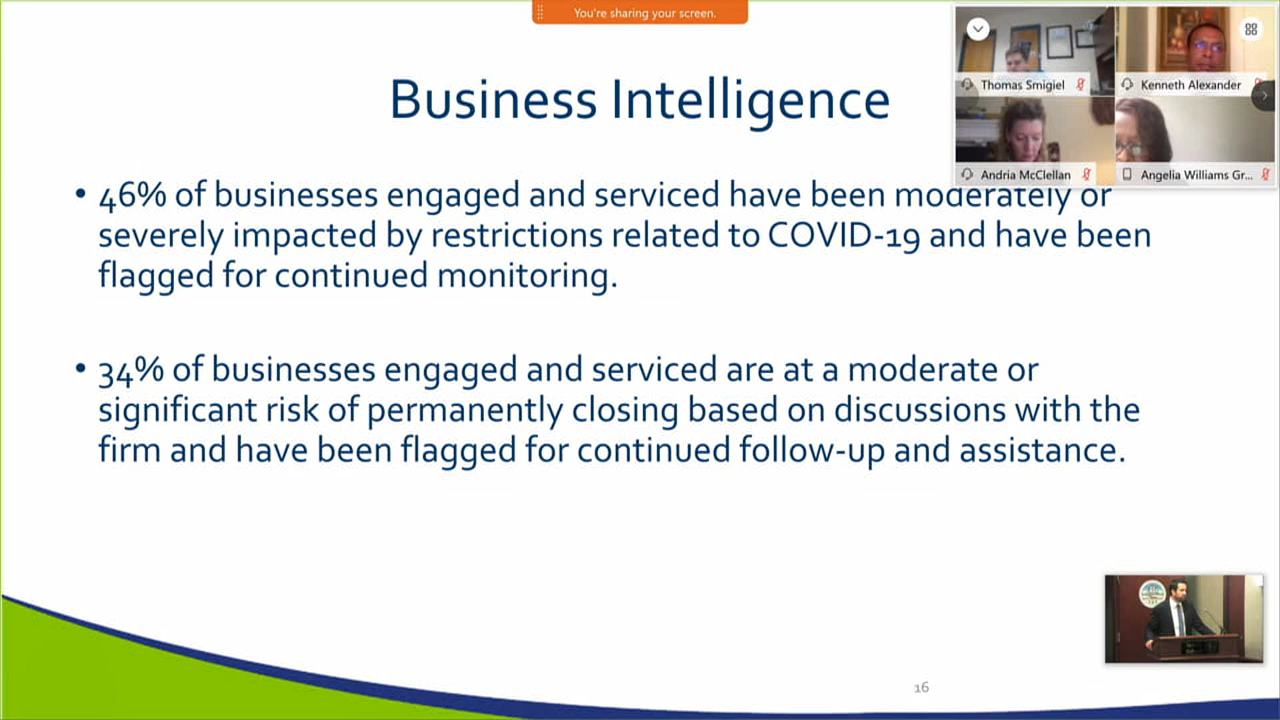 You're sharing your screen.
Thomas Smigiel
Kenneth Alexander
Andria McClellan
Angelia Williams Gr...
Business Intelligence
• 46% of businesses engaged and serviced have been moderately or
severely impacted by restrictions related to COVID-19 and have been
flagged for continued monitoring.
• 34% of businesses engaged and serviced are at a moderate or
significant risk of permanently closing based on discussions with the
firm and have been flagged for continued follow-up and assistance.
16